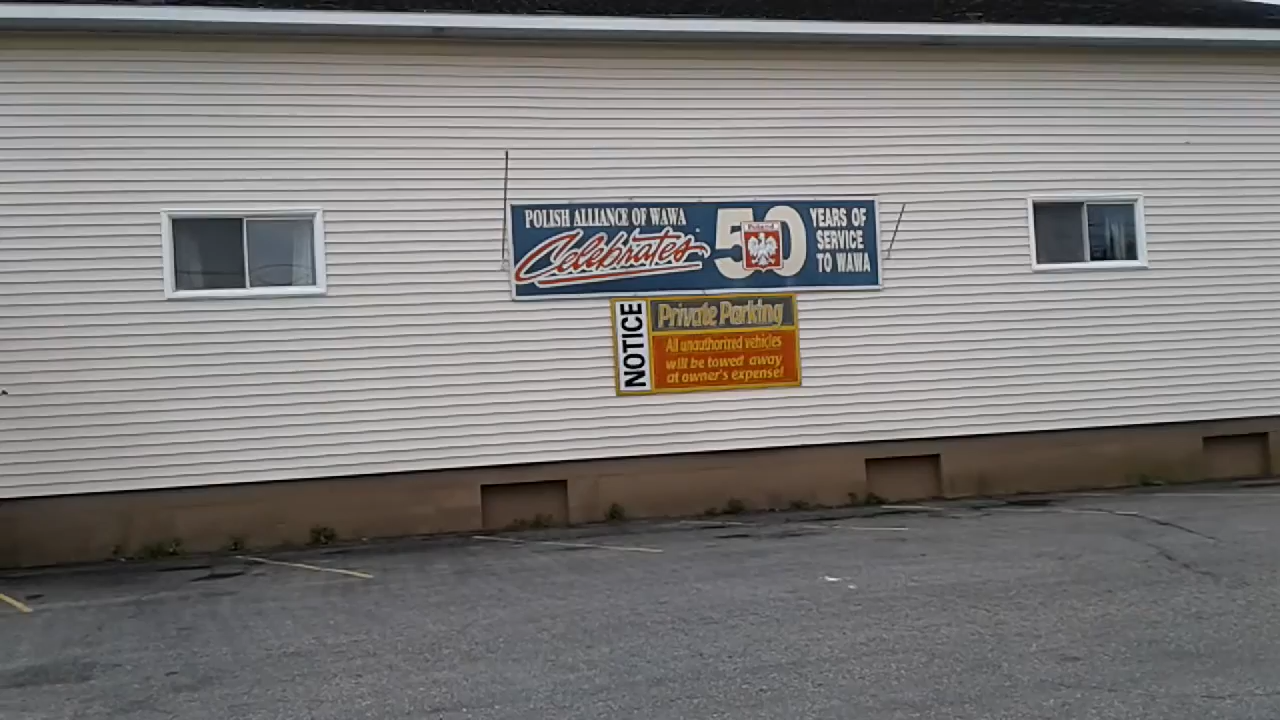 POLISH ALLIANCE OF WAWA
Celebrates
50
Poland
YEARS OF
SERVICE
TO WAWA
NOTICE
Private Parking
All unauthorized vehicles
will be towed away
at owner's expense!